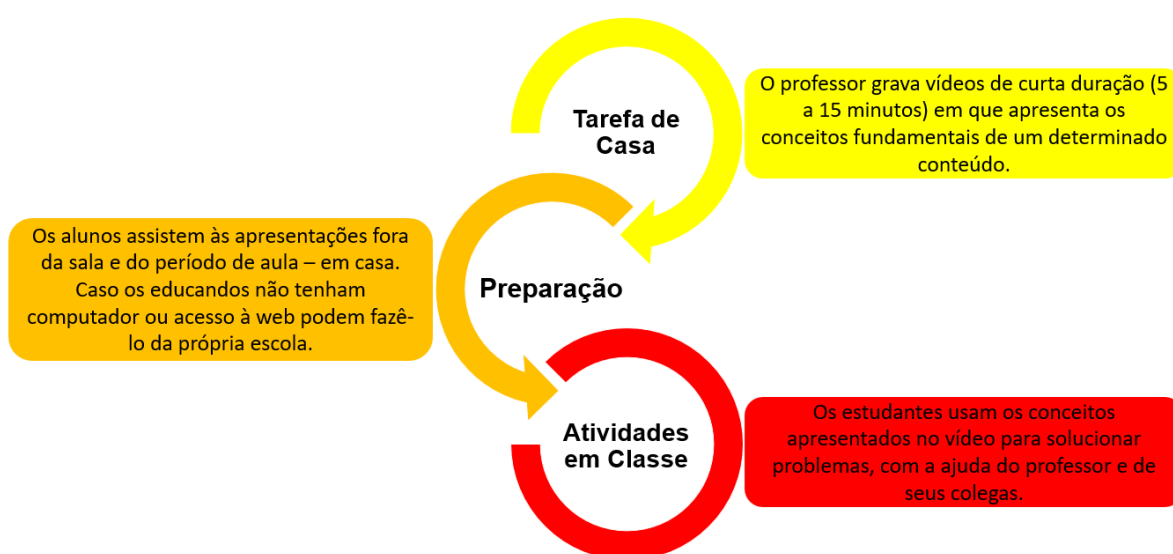 Tarefa de
Casa
O professor grava vídeos de curta duração (5
a 15 minutos) em que apresenta os
conceitos fundamentais de um determinado
conteúdo.
Os alunos assistem às apresentações fora
da sala e do período de aula – em casa.
Caso os educandos não tenham
computador ou acesso à web podem fazê-
lo da própria escola.
Preparação
Atividades
em Classe
Os estudantes usam os conceitos
apresentados no vídeo para solucionar
problemas, com a ajuda do professor e de
seus colegas.